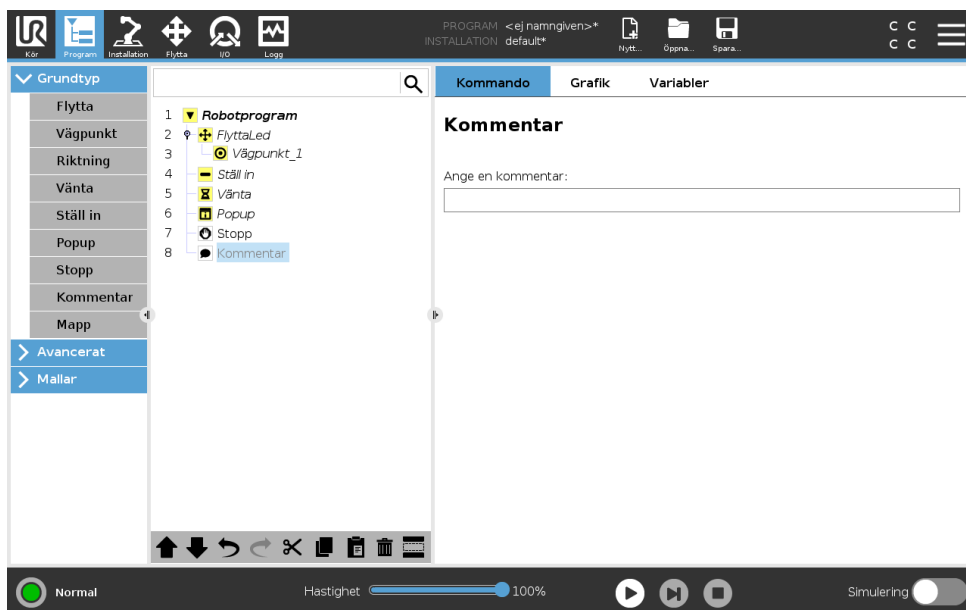 UR
PROGRAM <ej namngiven>*
INSTALLATION default*
Kör Program Installation Flytta I/O Logg Nytt... Öppna... Spara...
C C
C C
Grundtyp
Flytta
Vägpunkt
Riktning
Vänta
Ställ in
Popup
Stopp
Kommentar
Mapp
Avancerat
Mallar
1 Robotprogram
2 FlyttaLed
3 Vägpunkt_1
4 Ställ in
5 Vänta
6 Popup
7 Stopp
8 Kommentar
Kommando Grafik Variabler
Kommentar
Ange en kommentar:
Normal Hastighet 100% Simulering